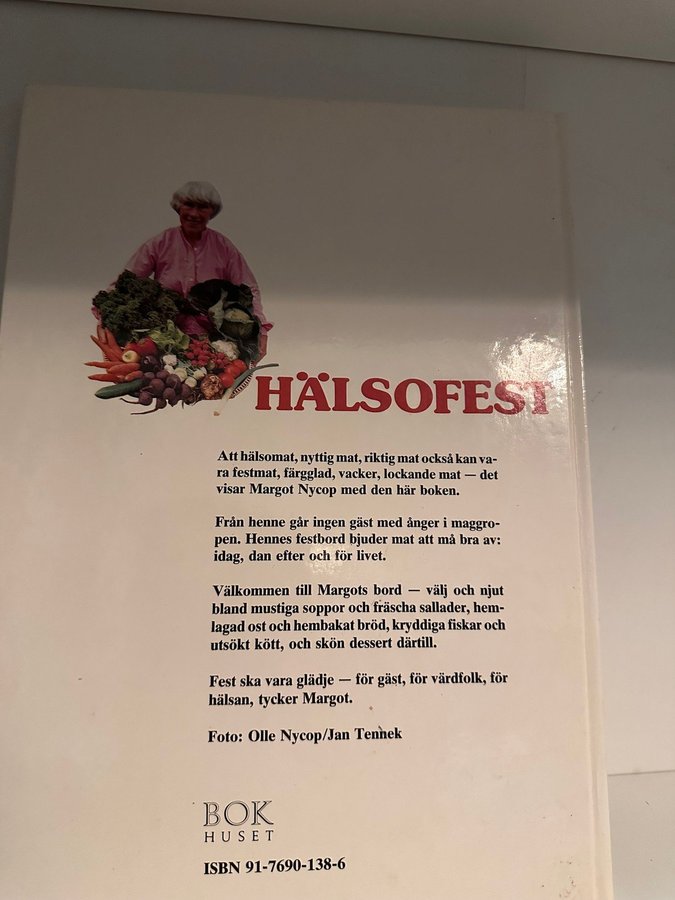 HÄLSOFEST
Att hälsomat, nyttig mat, riktig mat också kan va-
ra festmat, färgglad, vacker, lockande mat — det
visar Margot Nycop med den här boken.
Från henne går ingen gäst med ånger i maggro-
pen. Hennes festbord bjuder mat att må bra av:
idag, dan efter och för livet.
Välkommen till Margots bord — välj och njut
bland mustiga soppor och fräscha sallader, hem-
lagad ost och hembakat bröd, kryddiga fiskar och
utsökt kött, och skön dessert därtill.
Fest ska vara glädje — för gäst, för värdfolk, för
hälsan, tycker Margot.
Foto: Olle Nycop/Jan Tennek
BOK
HUSET
ISBN 91-7690-138-6